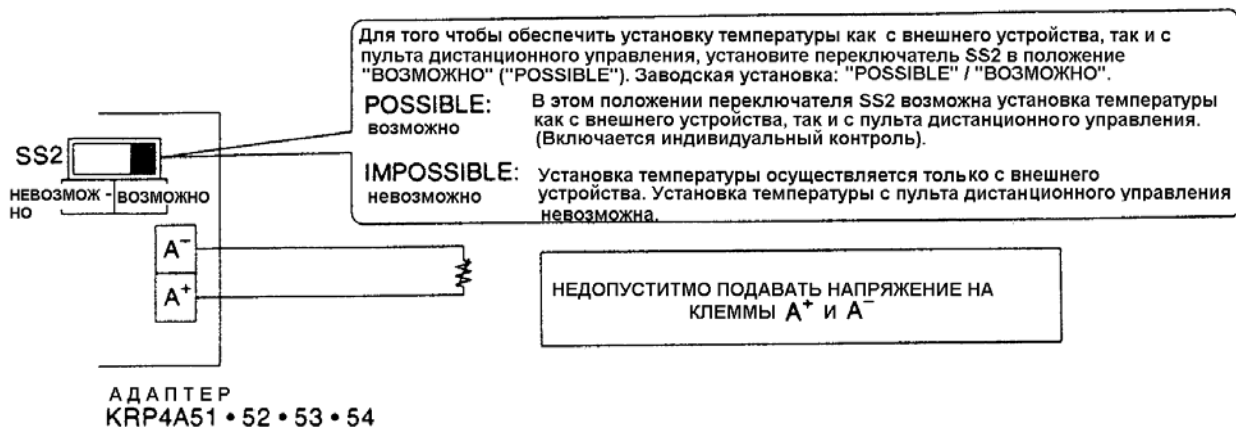 Для того чтобы обеспечить установку температуры как с внешнего устройства, так и с
пульта дистанционного управления, установите переключатель SS2 в положение
"ВОЗМОЖНО" ("POSSIBLE"). Заводская установка: "POSSIBLE" / "ВОЗМОЖНО".
POSSIBLE: В этом положении переключателя SS2 возможна установка температуры
возможно как с внешнего устройства, так и с пульта дистанционного управления.
(Включается индивидуальный контроль).
IMPOSSIBLE: Установка температуры осуществляется только с внешнего
невозможно устройства. Установка температуры с пульта дистанционного управления
невозможна.
SS2
НЕВОЗМОЖ - ВОЗМОЖНО
НО
A⁻
A⁺
НЕДОПУСТИТМО ПОДАВАТЬ НАПРЯЖЕНИЕ НА
КЛЕММЫ A⁺ И A⁻
АДАПТЕР
KRP4A51 • 52 • 53 • 54